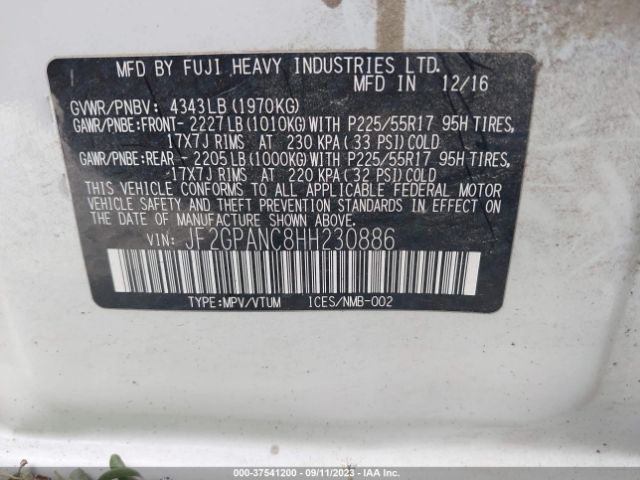 MFD BY FUJI HEAVY INDUSTRIES LTD.
MFD IN 12/16
GVWR/PNBV: 4343LB(1970KG)
GAWR/PNBE:FRONT- 2227LB(1010KG)WITH P225/55R17 95H TIRES,
17X7J RIMS AT 230 KPA( 33 PSI)COLD
GAWR/PNBE:REAR - 2205LB(1000KG)WITH P225/55R17 95H TIRES,
17X7J RIMS AT 220 KPA( 32 PSI)COLD
THIS VEHICLE CONFORMS TO ALL APPLICABLE FEDERAL MOTOR
VEHICLE SAFETY AND THEFT PREVENTION STANDARDS IN EFFECT
ON THE DATE OF MANUFACTURE SHOWN ABOVE.
VIN: JF2GPANC8HH230886
TYPE:MPV/VTUM ICES/NMB-002
000-37541200 - 09/11/2023 - IAA Inc.